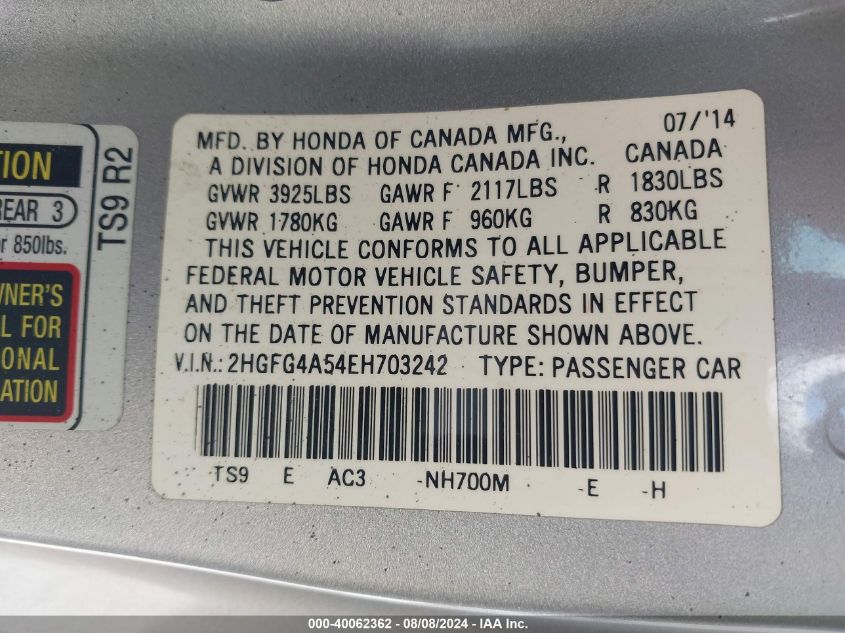 TION
REAR 3
or 850lbs.
WNER'S
L FOR
IONAL
ATION
TS9 R2
MFD. BY HONDA OF CANADA MFG., 07/'14
A DIVISION OF HONDA CANADA INC. CANADA
GVWR 3925LBS GAWR F 2117LBS R 1830LBS
GVWR 1780KG GAWR F 960KG R 830KG
THIS VEHICLE CONFORMS TO ALL APPLICABLE
FEDERAL MOTOR VEHICLE SAFETY, BUMPER,
AND THEFT PREVENTION STANDARDS IN EFFECT
ON THE DATE OF MANUFACTURE SHOWN ABOVE.
V.I.N.: 2HGFG4A54EH703242 TYPE: PASSENGER CAR
TS9 E AC3 -NH700M -E -H
000-40062362 - 08/08/2024 - IAA Inc.